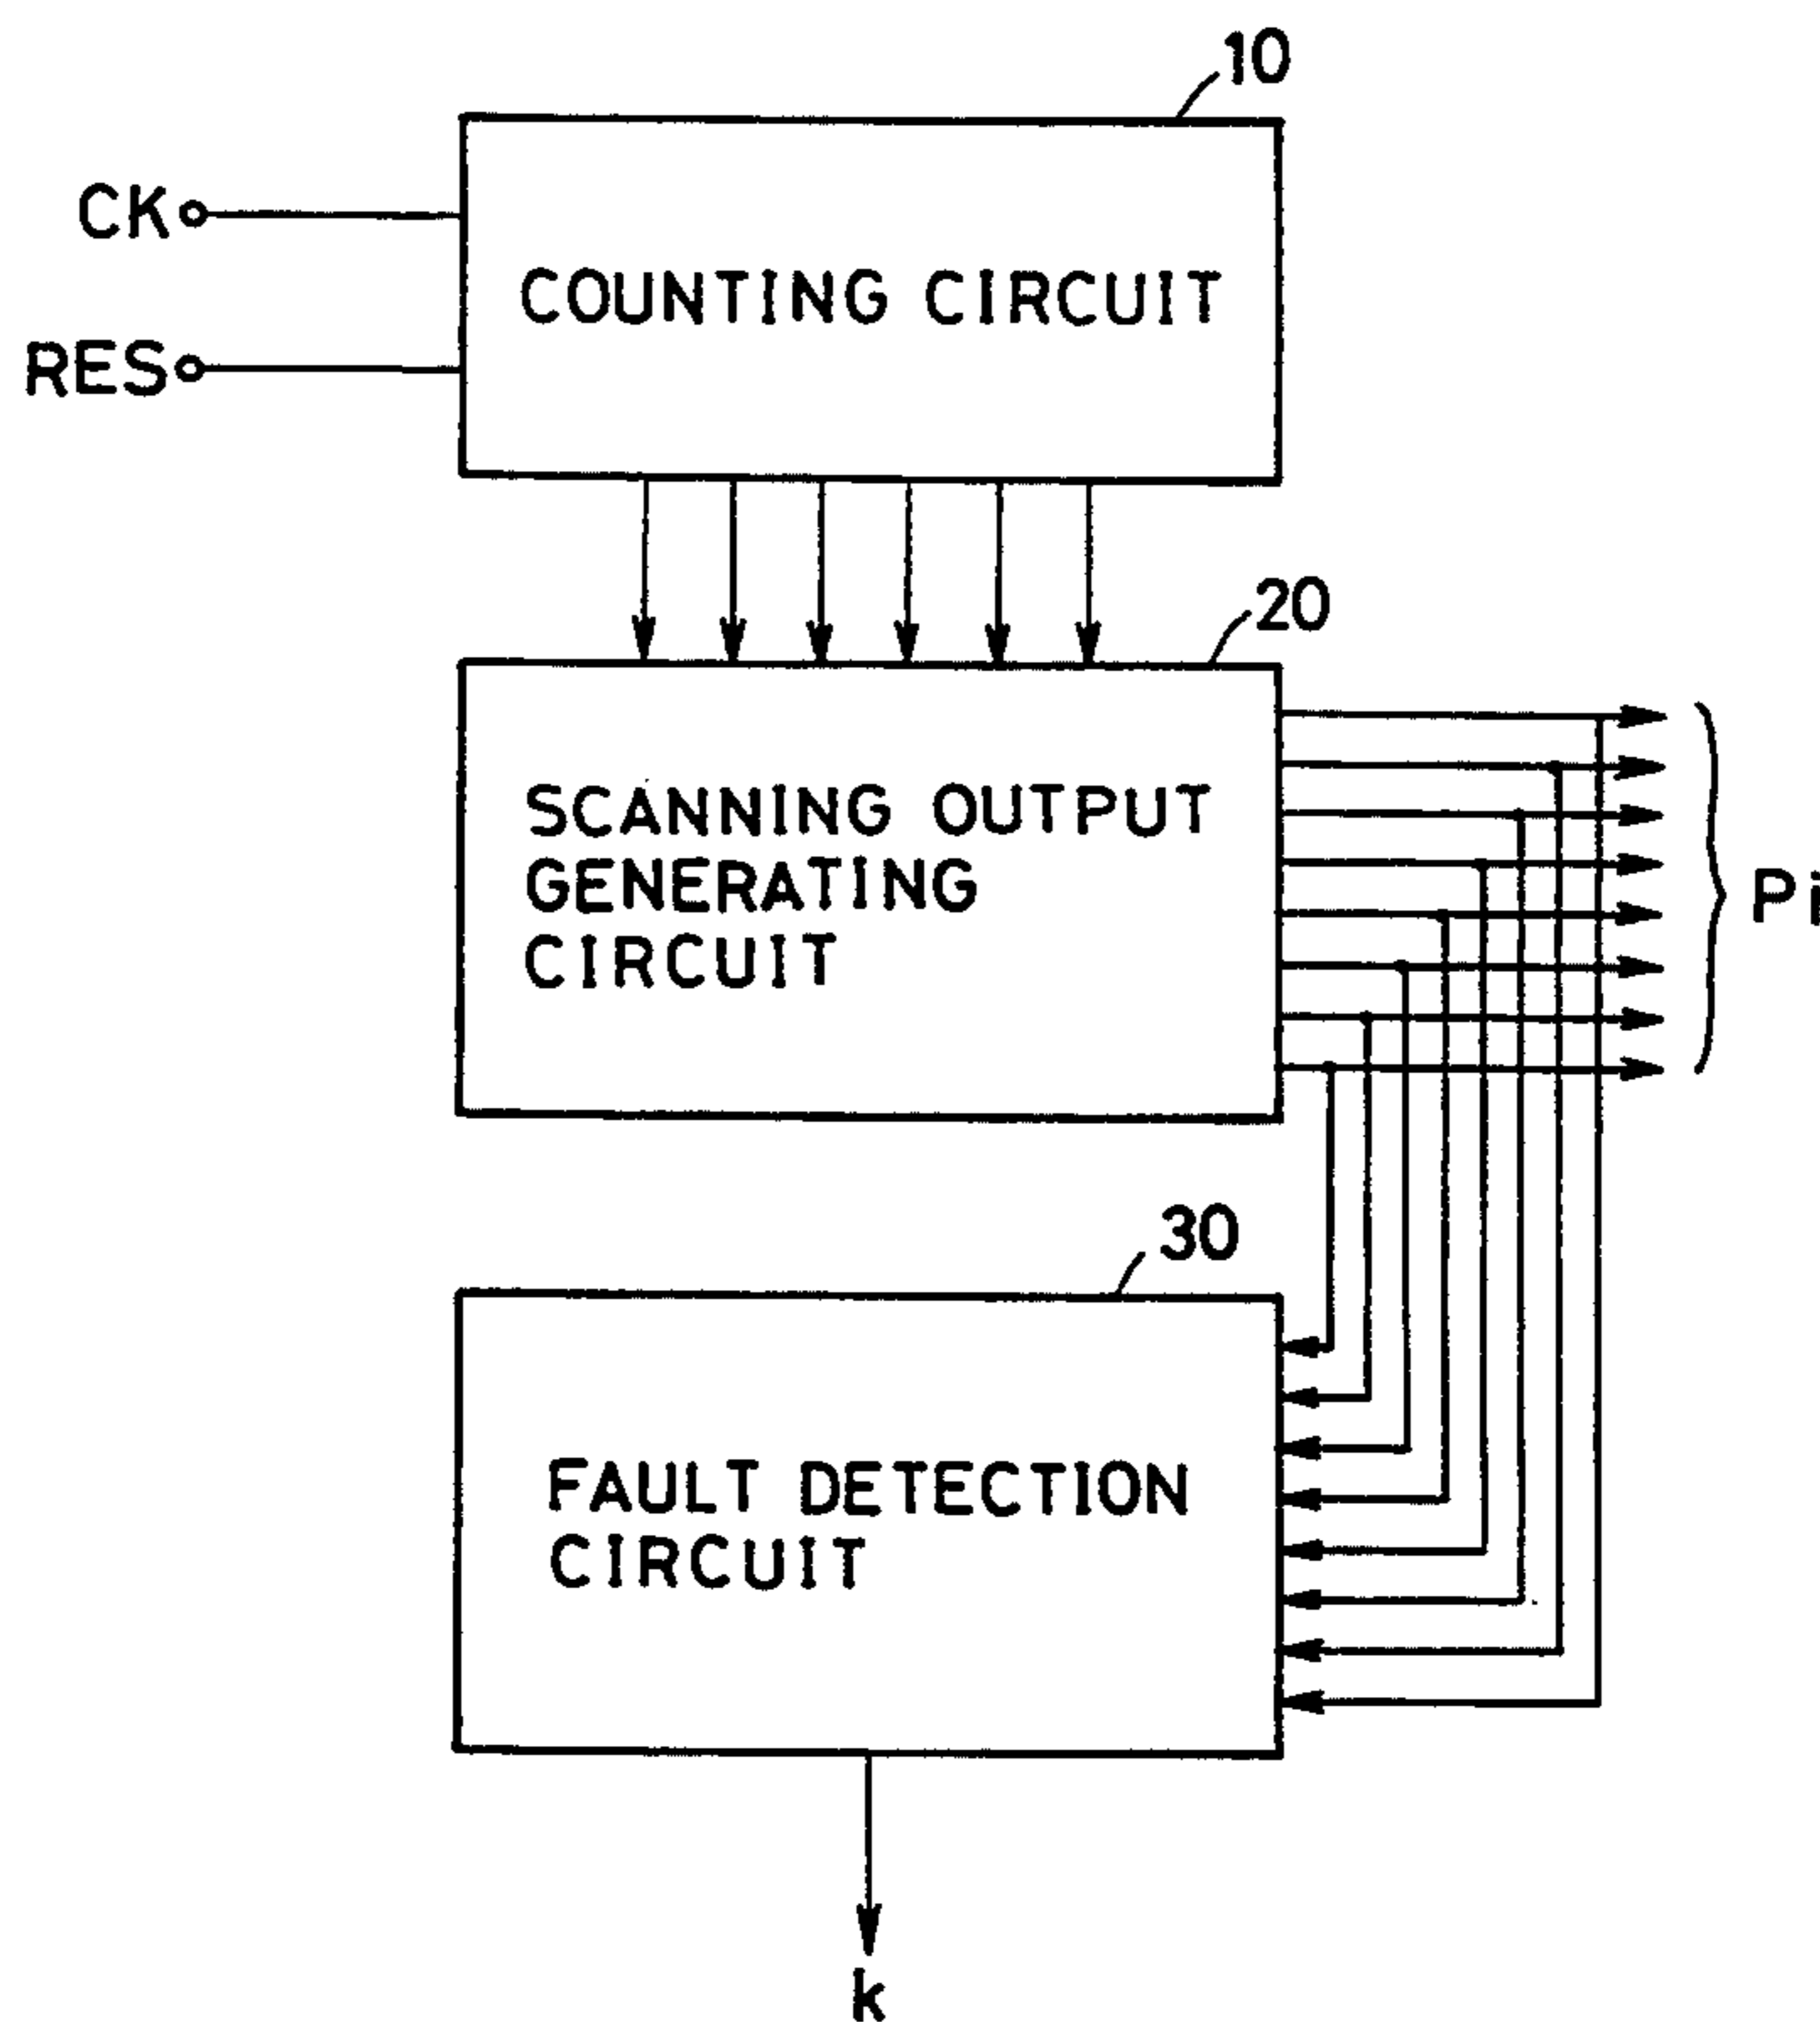 10
CK
COUNTING CIRCUIT
RES
20
SCANNING OUTPUT
GENERATING
CIRCUIT
Pi
30
FAULT DETECTION
CIRCUIT
k